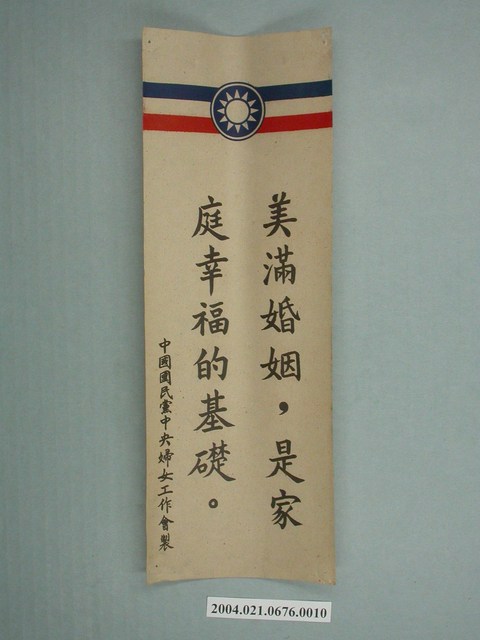 美滿婚姻，是家
庭幸福的基礎。
中國國民黨中央婦女工作會製
2004.021.0676.0010